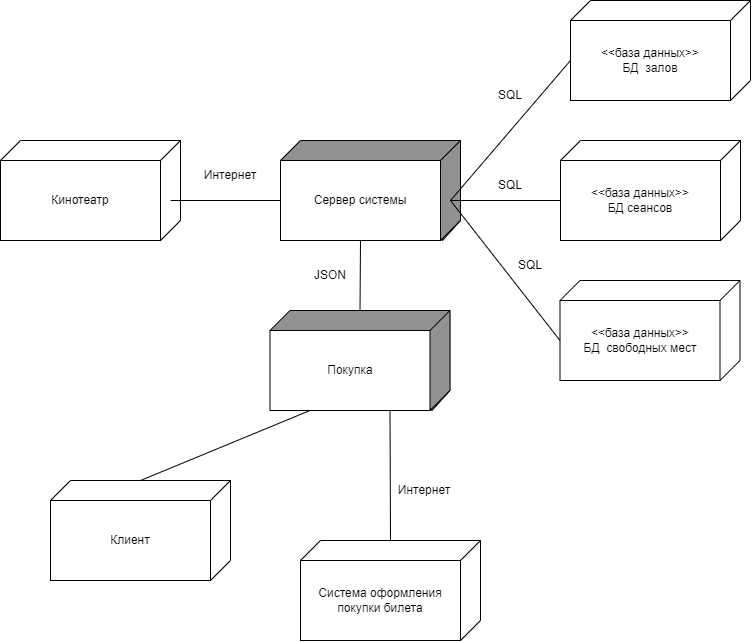 <<база данных>>
БД залов
SQL
Интернет
SQL
<<база данных>>
БД сеансов
Кинотеатр
Сервер системы
SQL
JSON
<<база данных>>
БД свободных мест
Покупка
Интернет
Клиент
Система оформления
покупки билета